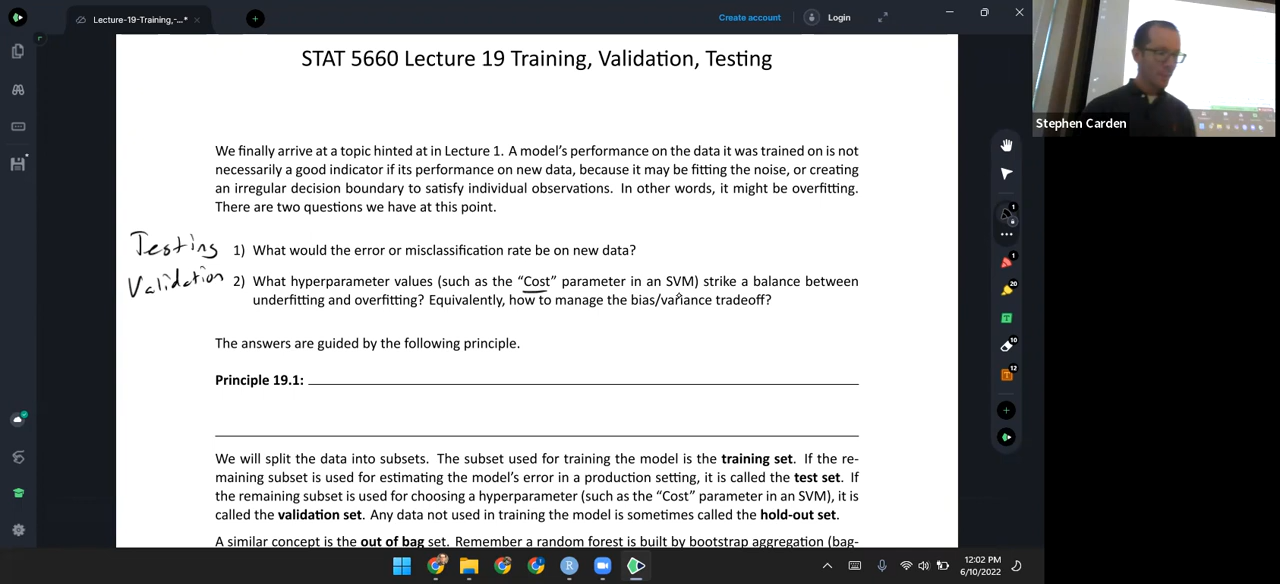 Lecture-19-Training,-...*
Create account
Login
STAT 5660 Lecture 19 Training, Validation, Testing
Stephen Carden
We finally arrive at a topic hinted at in Lecture 1. A model's performance on the data it was trained on is not
necessarily a good indicator if its performance on new data, because it may be fitting the noise, or creating
an irregular decision boundary to satisfy individual observations. In other words, it might be overfitting.
There are two questions we have at this point.
Testing 1) What would the error or misclassification rate be on new data?
Validation 2) What hyperparameter values (such as the "Cost" parameter in an SVM) strike a balance between
underfitting and overfitting? Equivalently, how to manage the bias/variance tradeoff?
The answers are guided by the following principle.
Principle 19.1:
We will split the data into subsets. The subset used for training the model is the training set. If the re-
maining subset is used for estimating the model's error in a production setting, it is called the test set. If
the remaining subset is used for choosing a hyperparameter (such as the "Cost" parameter in an SVM), it is
called the validation set. Any data not used in training the model is sometimes called the hold-out set.
A similar concept is the out of bag set. Remember a random forest is built by bootstrap aggregation (bag-
1
1
20
10
12
12:02 PM
6/10/2022